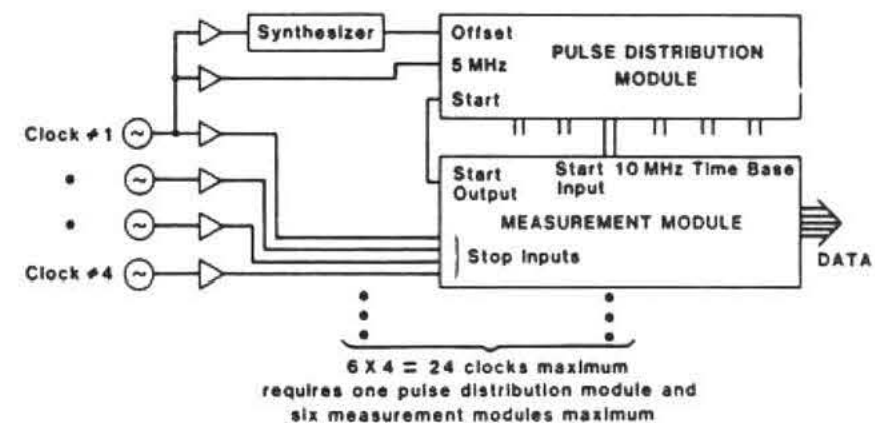 Synthesizer
Offset
5 MHz
Start
PULSE DISTRIBUTION
MODULE
Clock #1
Clock #4
Start
Output
Start 10 MHz Time Base
Input
MEASUREMENT MODULE
Stop Inputs
DATA
6 X 4 = 24 clocks maximum
requires one pulse distribution module and
six measurement modules maximum